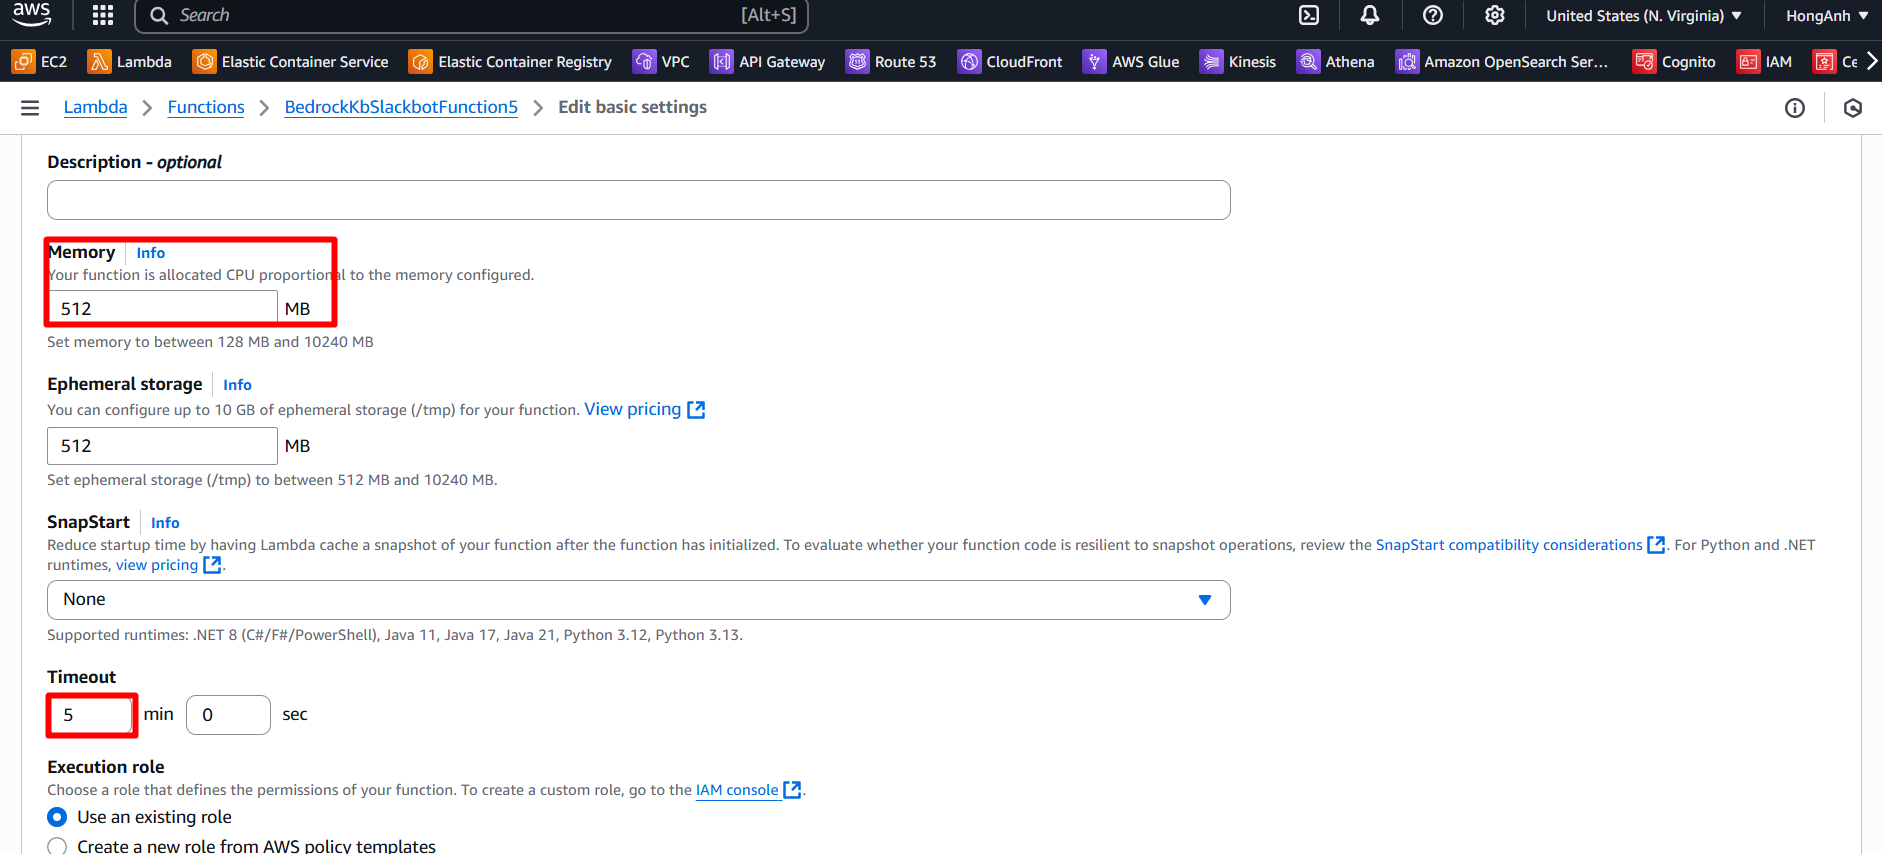 aws
Search
[Alt+S]
United States (N. Virginia)
HongAnh
EC2
Lambda
Elastic Container Service
Elastic Container Registry
VPC
API Gateway
Route 53
CloudFront
AWS Glue
Kinesis
Athena
Amazon OpenSearch Ser...
Cognito
IAM
Ce
Lambda
Functions
BedrockKbSlackbotFunction5
Edit basic settings
Description - optional
Memory
Info
Your function is allocated CPU proportional to the memory configured.
512
MB
Set memory to between 128 MB and 10240 MB
Ephemeral storage
Info
You can configure up to 10 GB of ephemeral storage (/tmp) for your function. View pricing
512
MB
Set ephemeral storage (/tmp) to between 512 MB and 10240 MB.
SnapStart
Info
Reduce startup time by having Lambda cache a snapshot of your function after the function has initialized. To evaluate whether your function code is resilient to snapshot operations, review the SnapStart compatibility considerations. For Python and .NET
runtimes, view pricing.
None
Supported runtimes: .NET 8 (C#/F#/PowerShell), Java 11, Java 17, Java 21, Python 3.12, Python 3.13.
Timeout
5
min
0
sec
Execution role
Choose a role that defines the permissions of your function. To create a custom role, go to the IAM console.
Use an existing role
Create a new role from AWS policy templates